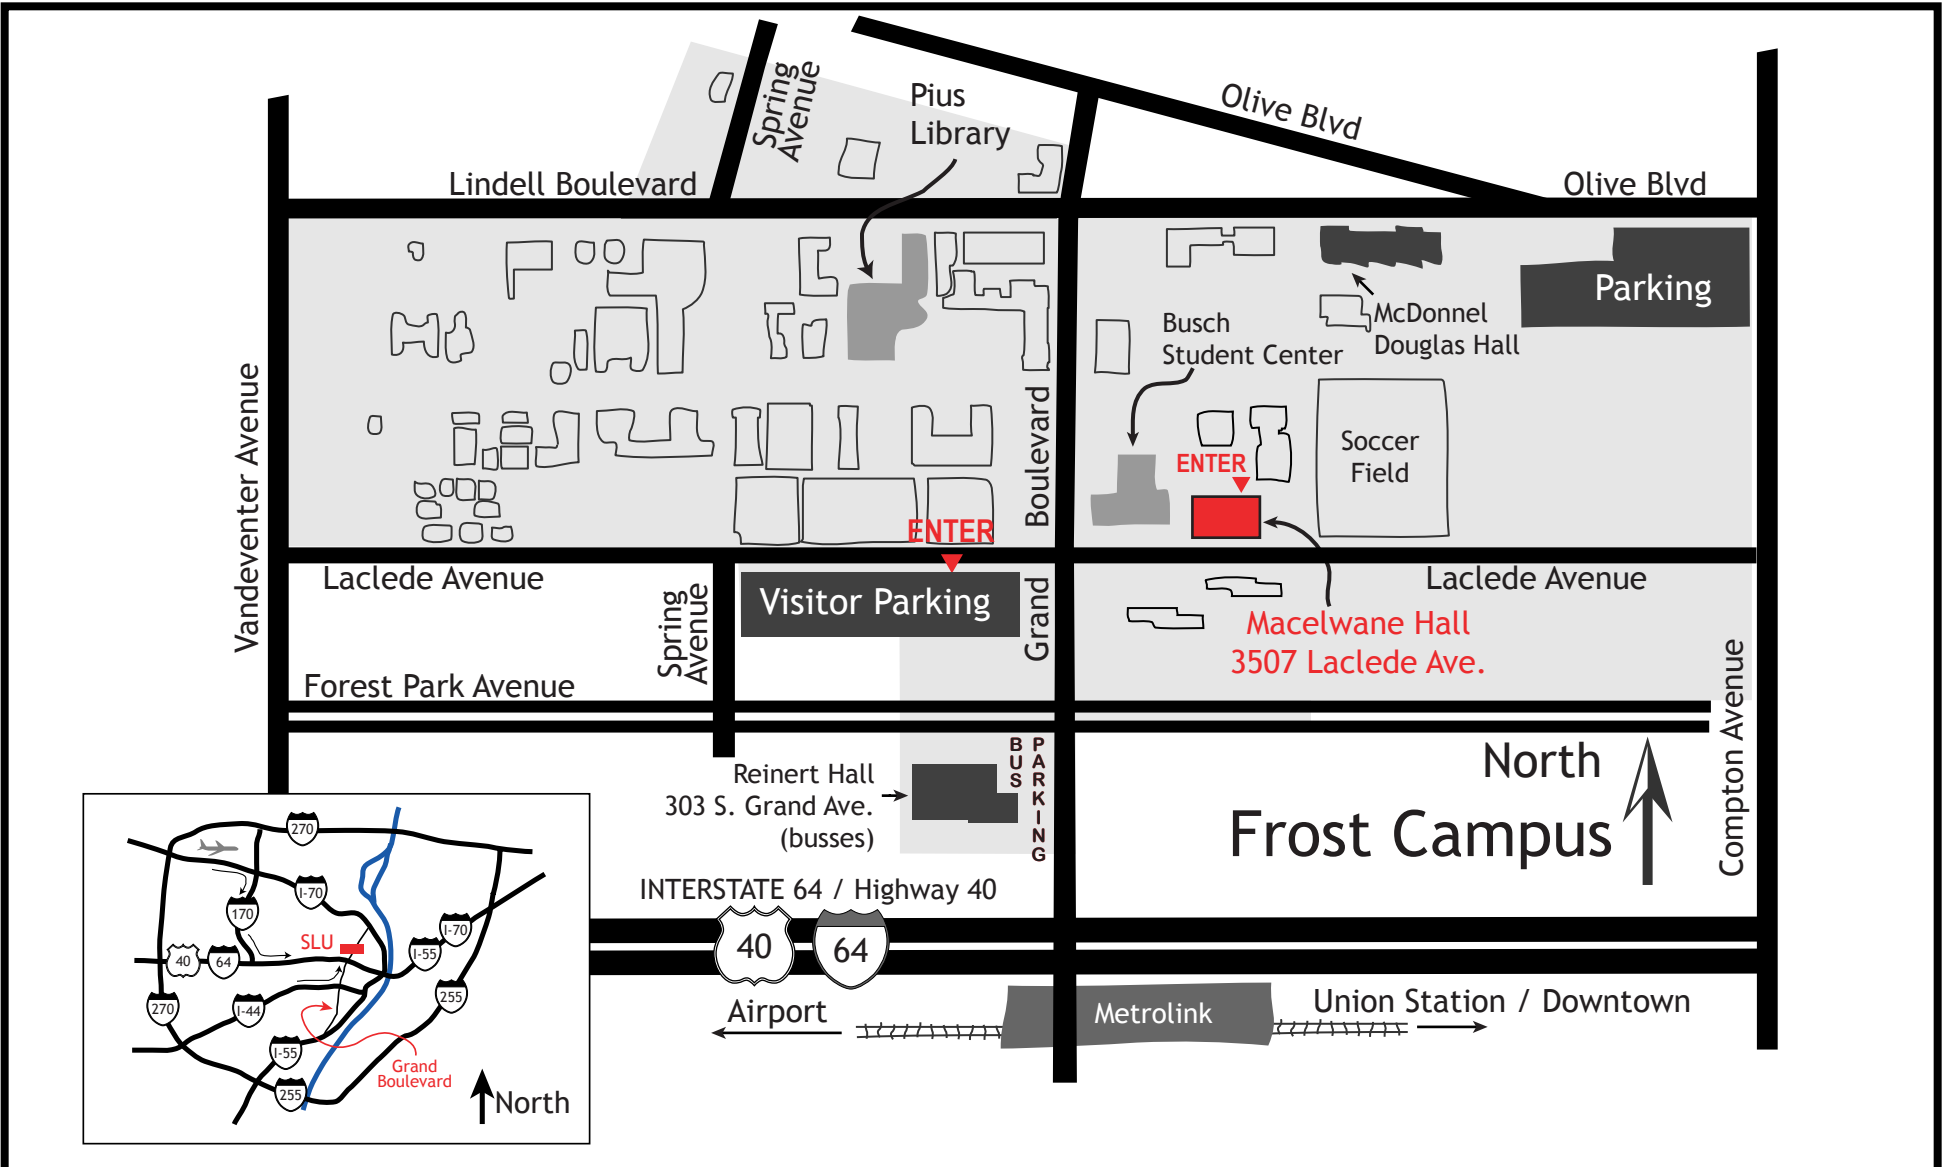 Spring
Avenue
Pius
Library
Olive Blvd
Lindell Boulevard
Olive Blvd
Parking
McDonnel
Douglas Hall
Busch
Student Center
Vandeventer Avenue
Boulevard
Soccer
Field
ENTER
ENTER
Laclede Avenue
Spring
Avenue
Visitor Parking
Grand
Laclede Avenue
Macelwane Hall
3507 Laclede Ave.
Forest Park Avenue
Compton Avenue
BUS
PARKING
Reinert Hall
303 S. Grand Ave.
(busses)
North
Frost Campus
INTERSTATE 64 / Highway 40
40
64
Airport
Metrolink
Union Station / Downtown
270
I-70
170
SLU
I-70
I-55
40
64
270
I-44
255
I-55
Grand
Boulevard
255
North